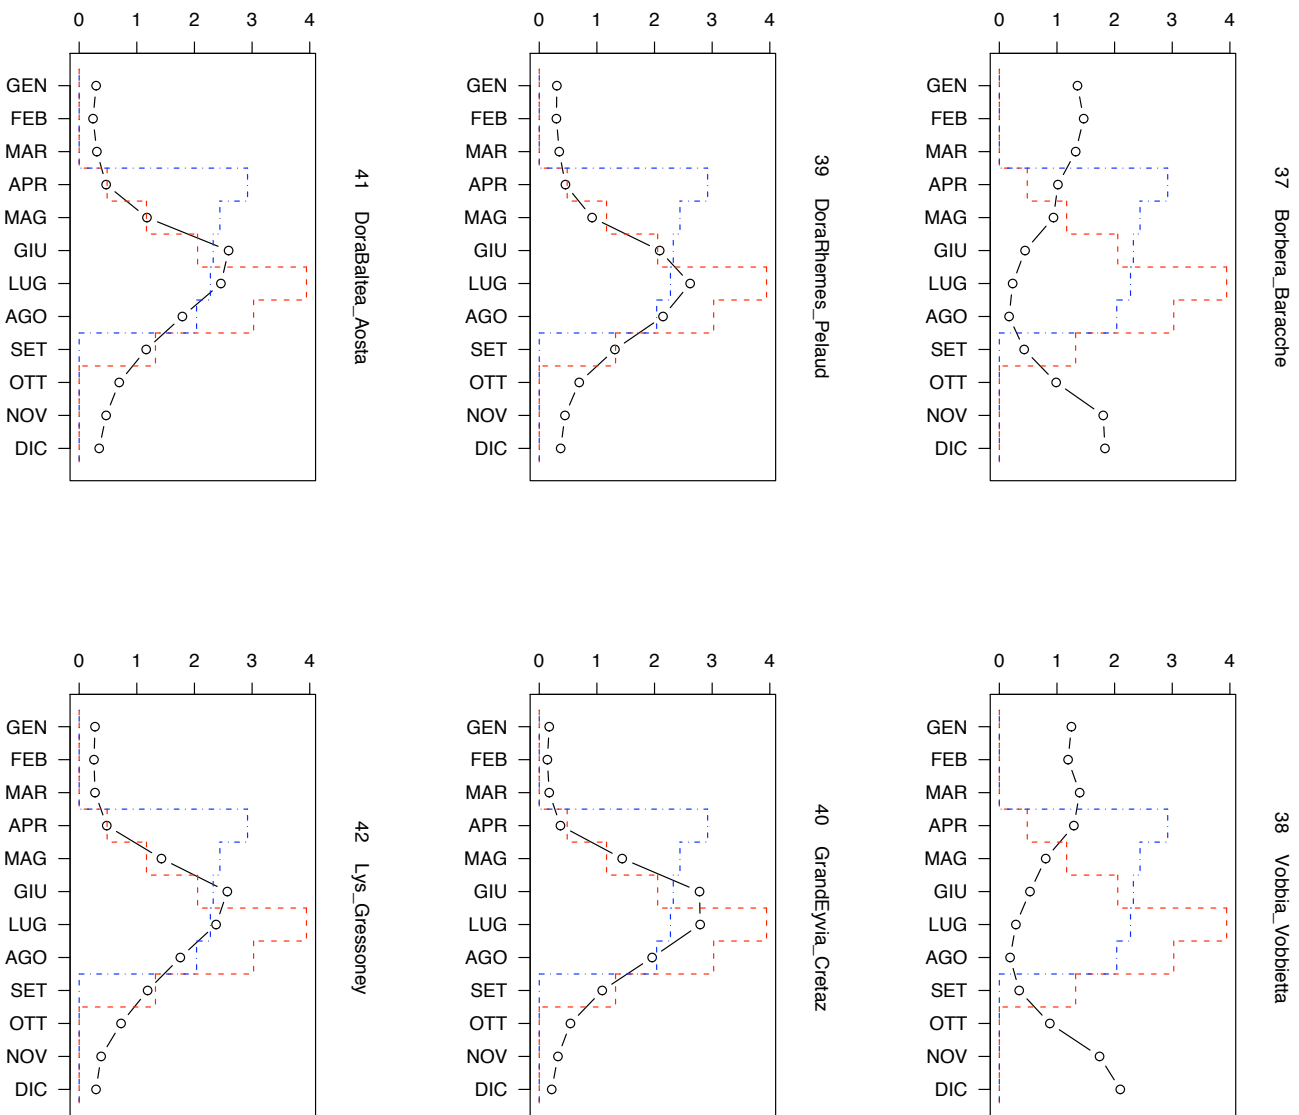 0 1 2 3 4
GEN
FEB
MAR
APR
MAG
GIU
LUG
AGO
SET
OTT
NOV
DIC
41 DoraBaltea_Aosta
0 1 2 3 4
GEN
FEB
MAR
APR
MAG
GIU
LUG
AGO
SET
OTT
NOV
DIC
39 DoraRhemes_Pelaud
0 1 2 3 4
GEN
FEB
MAR
APR
MAG
GIU
LUG
AGO
SET
OTT
NOV
DIC
37 Borbera_Baracche
0 1 2 3 4
GEN
FEB
MAR
APR
MAG
GIU
LUG
AGO
SET
OTT
NOV
DIC
42 Lys_Gressoney
0 1 2 3 4
GEN
FEB
MAR
APR
MAG
GIU
LUG
AGO
SET
OTT
NOV
DIC
40 GrandEyvia_Cretaz
0 1 2 3 4
GEN
FEB
MAR
APR
MAG
GIU
LUG
AGO
SET
OTT
NOV
DIC
38 Vobbia_Vobbietta